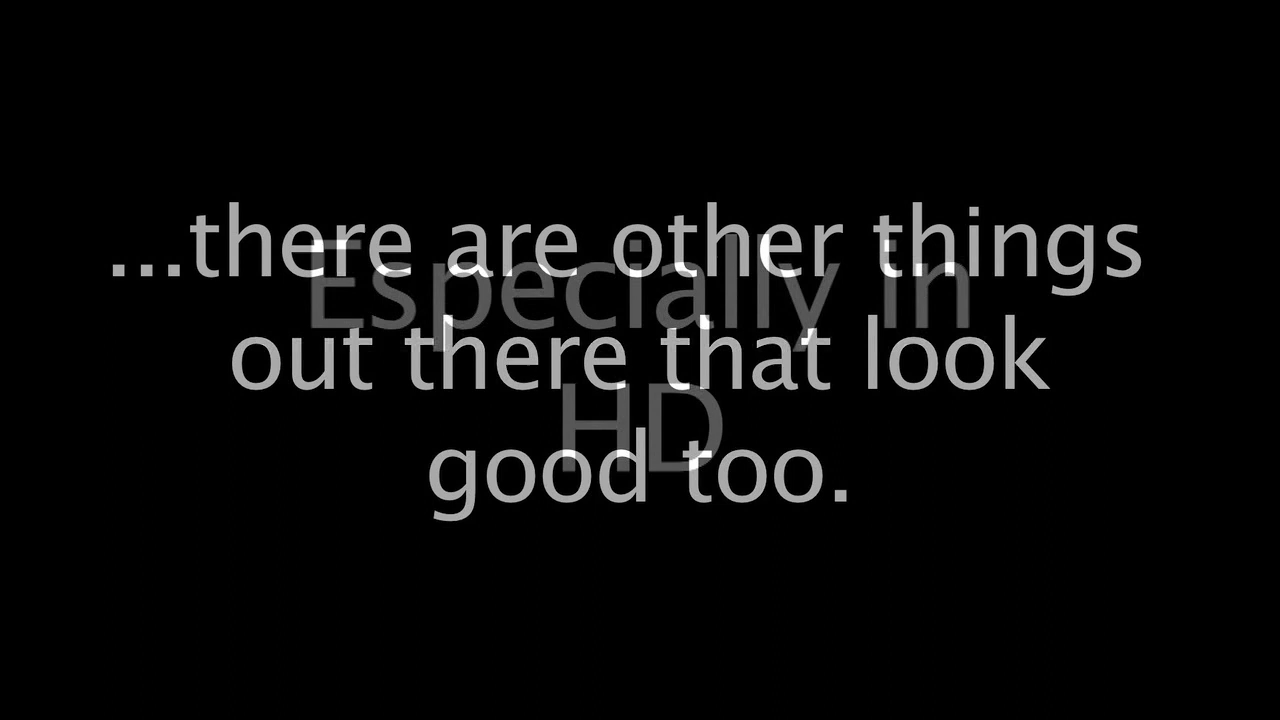 ...there are other things
out there that look
good too.
Especially in
HD